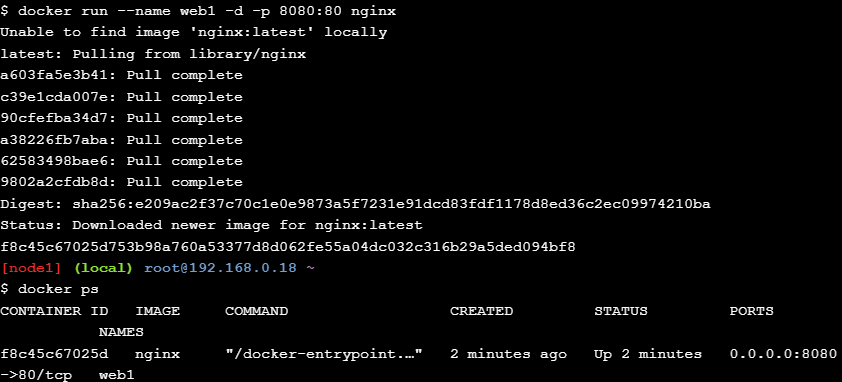 $ docker run --name web1 -d -p 8080:80 nginx
Unable to find image 'nginx:latest' locally
latest: Pulling from library/nginx
a603fa5e3b41: Pull complete
c39e1cda007e: Pull complete
90cfefba34d7: Pull complete
a38226fb7aba: Pull complete
62583498bae6: Pull complete
9802a2cfdb8d: Pull complete
Digest: sha256:e209ac2f37c70c1e0e9873a5f7231e91dcd83fdf1178d8ed36c2ec09974210ba
Status: Downloaded newer image for nginx:latest
f8c45c67025d753b98a760a53377d8d062fe55a04dc032c316b29a5ded094bf8
[node1] (local) root@192.168.0.18 ~
$ docker ps
CONTAINER ID   IMAGE     COMMAND                  CREATED         STATUS         PORTS
           NAMES
f8c45c67025d   nginx     "/docker-entrypoint.…"   2 minutes ago   Up 2 minutes   0.0.0.0:8080
->80/tcp   web1